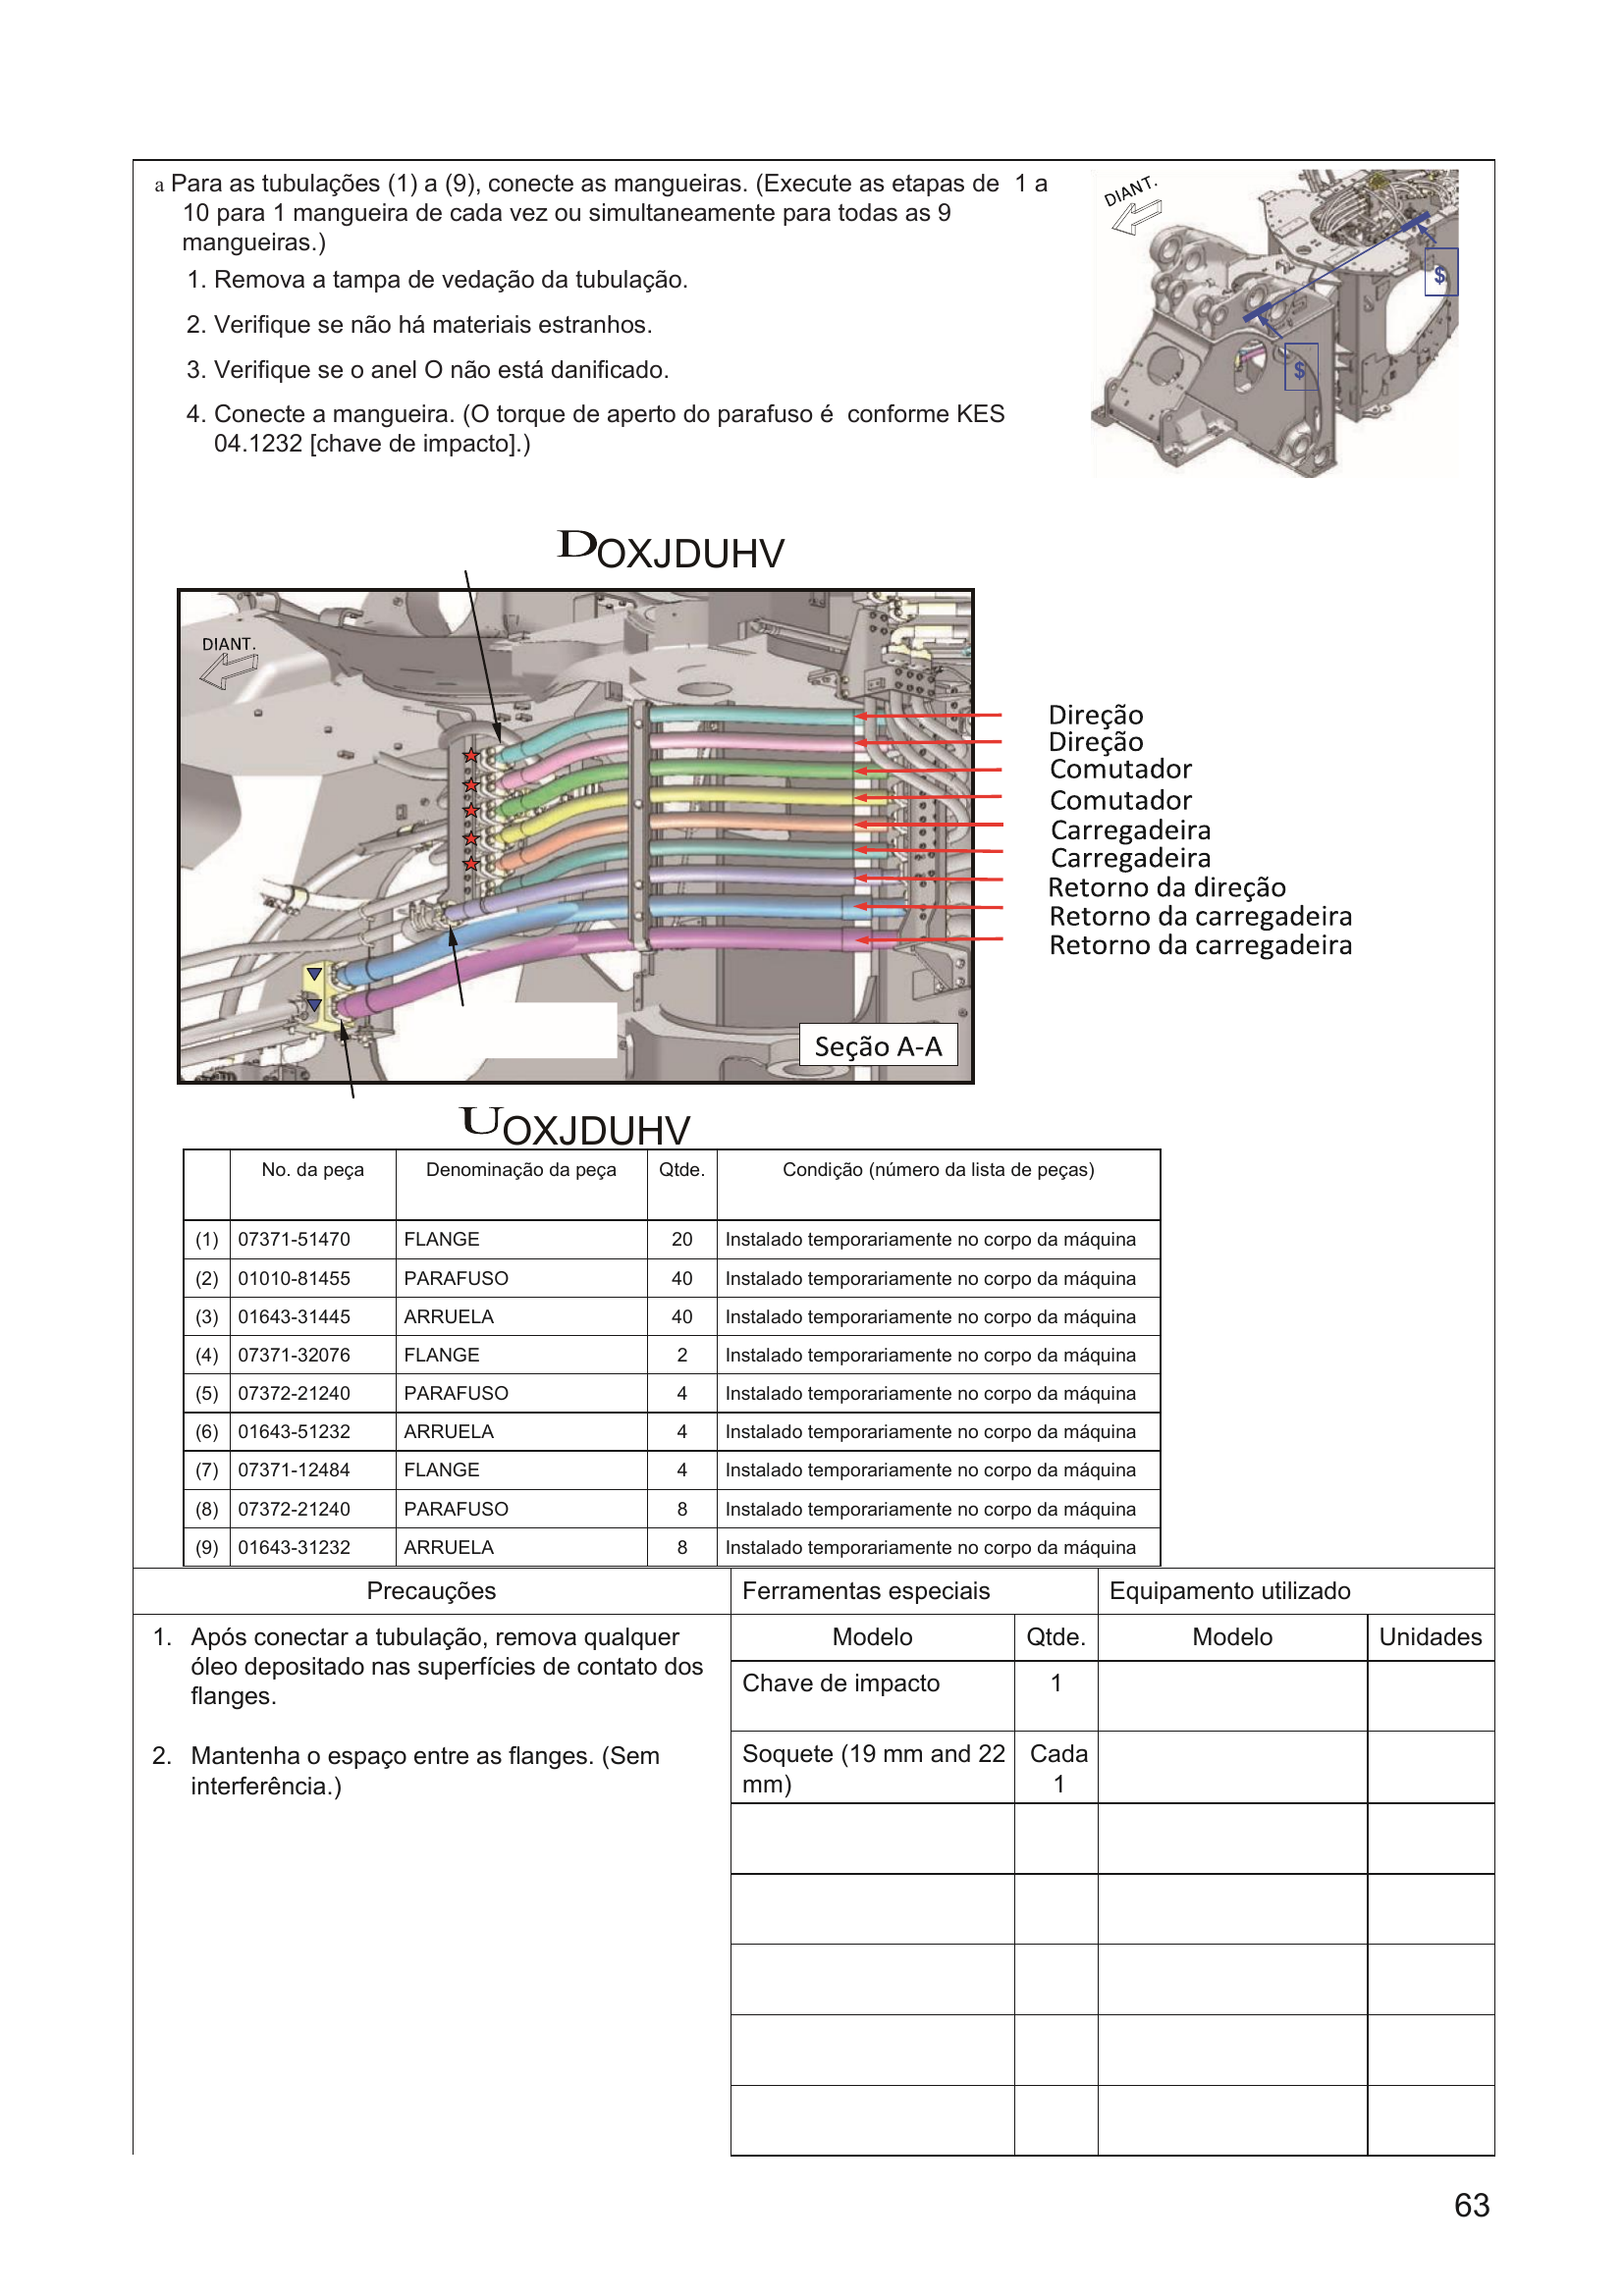 a Para as tubulações (1) a (9), conecte as mangueiras. (Execute as etapas de 1 a
10 para 1 mangueira de cada vez ou simultaneamente para todas as 9
mangueiras.)
1. Remova a tampa de vedação da tubulação.
2. Verifique se não há materiais estranhos.
3. Verifique se o anel O não está danificado.
4. Conecte a mangueira. (O torque de aperto do parafuso é conforme KES
04.1232 [chave de impacto].)
DIANT.
$
$
DOXJDUHV
DIANT.
Direção
Direção
Comutador
Comutador
Carregadeira
Carregadeira
Retorno da direção
Retorno da carregadeira
Retorno da carregadeira
Seção A-A
UOXJDUHV
No. da peça Denominação da peça Qtde. Condição (número da lista de peças)
(1) 07371-51470 FLANGE 20 Instalado temporariamente no corpo da máquina
(2) 01010-81455 PARAFUSO 40 Instalado temporariamente no corpo da máquina
(3) 01643-31445 ARRUELA 40 Instalado temporariamente no corpo da máquina
(4) 07371-32076 FLANGE 2 Instalado temporariamente no corpo da máquina
(5) 07372-21240 PARAFUSO 4 Instalado temporariamente no corpo da máquina
(6) 01643-51232 ARRUELA 4 Instalado temporariamente no corpo da máquina
(7) 07371-12484 FLANGE 4 Instalado temporariamente no corpo da máquina
(8) 07372-21240 PARAFUSO 8 Instalado temporariamente no corpo da máquina
(9) 01643-31232 ARRUELA 8 Instalado temporariamente no corpo da máquina
Precauções Ferramentas especiais Equipamento utilizado
1. Após conectar a tubulação, remova qualquer
óleo depositado nas superfícies de contato dos
flanges.
2. Mantenha o espaço entre as flanges. (Sem
interferência.)
Modelo Qtde. Modelo Unidades
Chave de impacto 1
Soquete (19 mm and 22 Cada
mm) 1
63